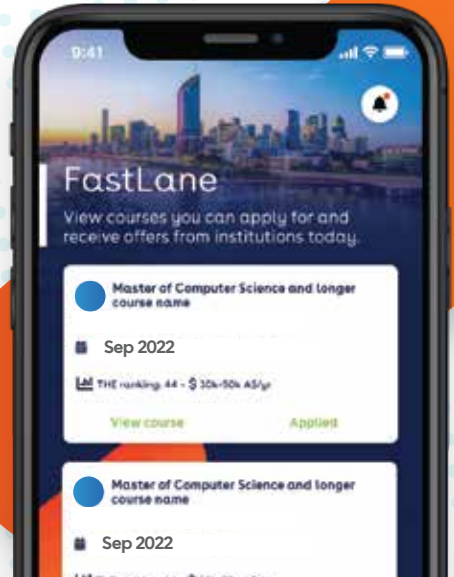 9:41
FastLane
View courses you can apply for and
receive offers from institutions today.
Master of Computer Science and longer
course name
Sep 2022
THE ranking: 44 - $ 30k-50k A$/yr
View course Applied
Master of Computer Science and longer
course name
Sep 2022